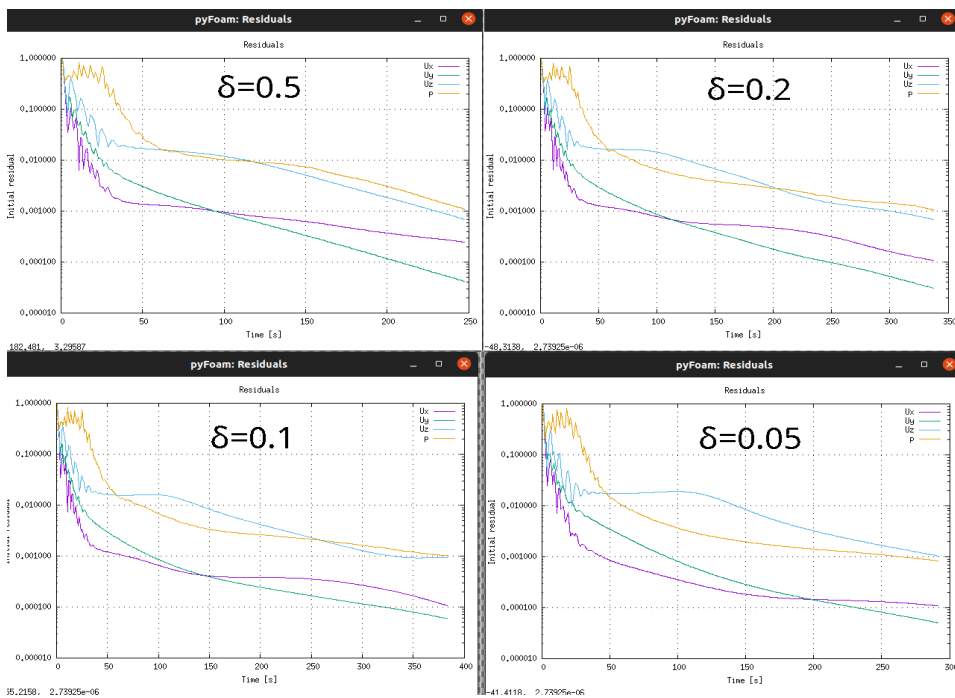 pyFoam: Residuals
Residuals
δ=0.5
Ux
Uy
Uz
p
1.000000
0.100000
0.010000
0.001000
0.000100
0.000010
Initial residual
0 50 100 150 200 250
Time [s]
182.481, 3.29587
pyFoam: Residuals
Residuals
δ=0.2
Ux
Uy
Uz
p
1.000000
0.100000
0.010000
0.001000
0.000100
0.000010
Initial residual
0 50 100 150 200 250 300 350
Time [s]
-48.3138, 2.73925e-06
pyFoam: Residuals
Residuals
δ=0.1
Ux
Uy
Uz
p
1.000000
0.100000
0.010000
0.001000
0.000100
0.000010
0 50 100 150 200 250 300 350 400
Time [s]
55.2158, 2.73925e-06
pyFoam: Residuals
Residuals
δ=0.05
Ux
Uy
Uz
p
1.000000
0.100000
0.010000
0.001000
0.000100
0.000010
Initial residual
0 50 100 150 200 250 300
Time [s]
-41.4118, 2.73925e-06